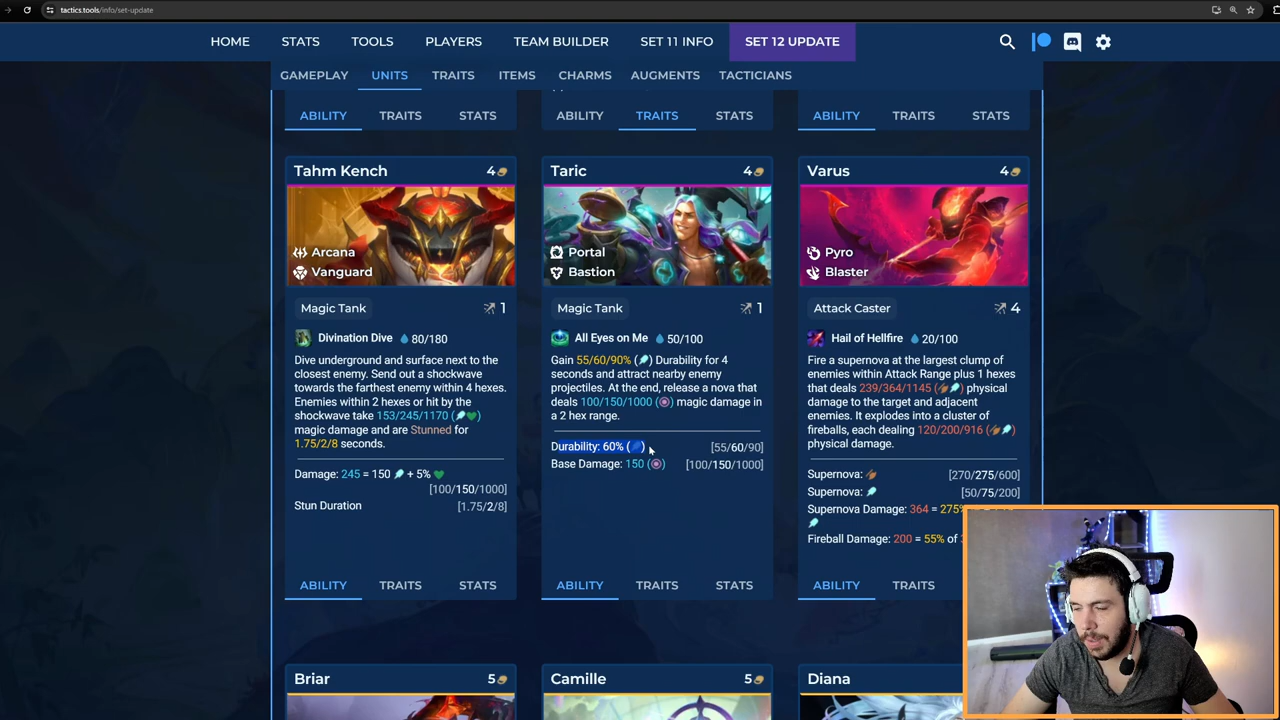 tactics.tools/info/set-update
HOME STATS TOOLS PLAYERS TEAM BUILDER SET 11 INFO SET 12 UPDATE
GAMEPLAY UNITS TRAITS ITEMS CHARMS AUGMENTS TACTICIANS
ABILITY TRAITS STATS
ABILITY TRAITS STATS
ABILITY TRAITS STATS
Tahm Kench 4
Arcana
Vanguard
Magic Tank 1
Divination Dive 80/180
Dive underground and surface next to the
closest enemy. Send out a shockwave
towards the farthest enemy within 4 hexes.
Enemies within 2 hexes or hit by the
shockwave take 153/245/1170 ( )
magic damage and are Stunned for
1.75/2/8 seconds.
Damage: 245 = 150 + 5%
[100/150/1000]
Stun Duration [1.75/2/8]
ABILITY TRAITS STATS
Taric 4
Portal
Bastion
Magic Tank 1
All Eyes on Me 50/100
Gain 55/60/90% ( ) Durability for 4
seconds and attract nearby enemy
projectiles. At the end, release a nova that
deals 100/150/1000 ( ) magic damage in
a 2 hex range.
Durability: 60% ( ) [55/60/90]
Base Damage: 150 ( ) [100/150/1000]
ABILITY TRAITS STATS
Varus 4
Pyro
Blaster
Attack Caster 4
Hail of Hellfire 20/100
Fire a supernova at the largest clump of
enemies within Attack Range plus 1 hexes
that deals 239/364/1145 ( ) physical
damage to the target and adjacent
enemies. It explodes into a cluster of
fireballs, each dealing 120/200/916 ( )
physical damage.
Supernova: [270/275/600]
Supernova: [50/75/200]
Supernova Damage: 364 = 275%
Fireball Damage: 200 = 55% of
ABILITY TRAITS
Briar 5
Camille 5
Diana